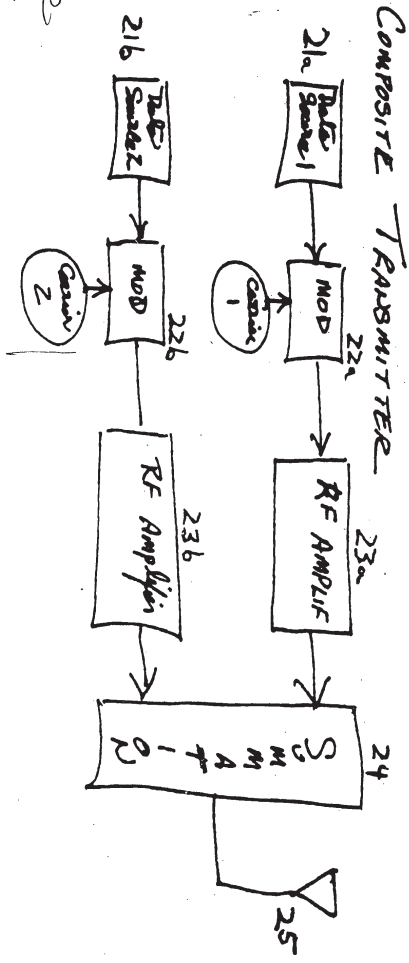 COMPOSITE TRANSMITTER
21a
Data
Source 1
MOD
22a
Carrier
1
RF AMPLIF
23a
21b
Data
Source 2
MOD
22b
Carrier
2
RF Amplifier
23b
24
SUMMATION
25